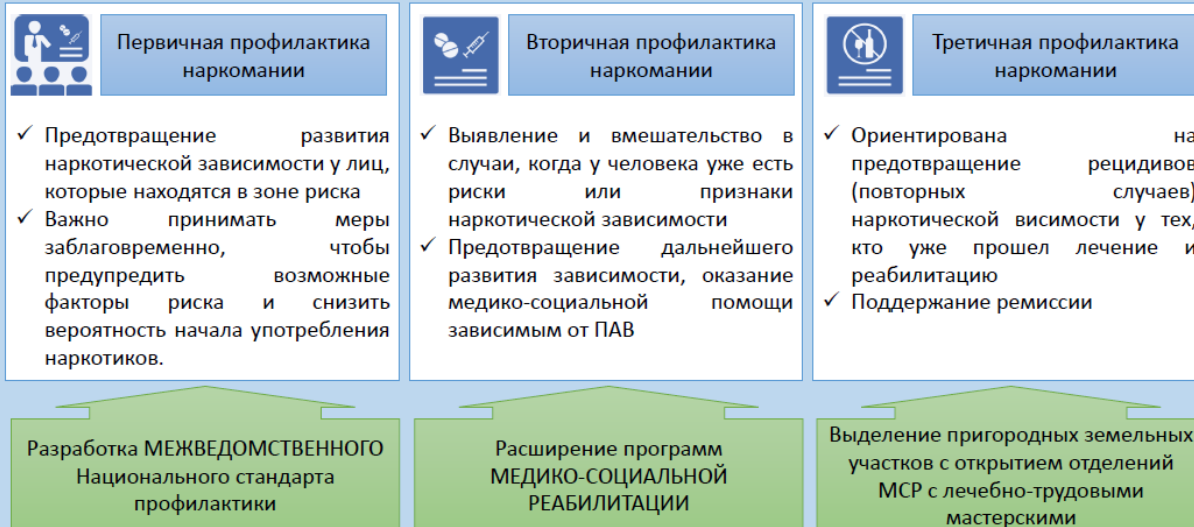 Первичная профилактика
наркомании
✓ Предотвращение развития
наркотической зависимости у лиц,
которые находятся в зоне риска
✓ Важно принимать меры
заблаговременно, чтобы
предупредить возможные
факторы риска и снизить
вероятность начала употребления
наркотиков.
Разработка МЕЖВЕДОМСТВЕННОГО
Национального стандарта
профилактики
Вторичная профилактика
наркомании
✓ Выявление и вмешательство в
случаи, когда у человека уже есть
риски или признаки
наркотической зависимости
✓ Предотвращение дальнейшего
развития зависимости, оказание
медико-социальной помощи
зависимым от ПАВ
Расширение программ
МЕДИКО-СОЦИАЛЬНОЙ
РЕАБИЛИТАЦИИ
Третичная профилактика
наркомании
✓ Ориентирована на
предотвращение рецидивов
(повторных случаев)
наркотической висимости у тех,
кто уже прошел лечение и
реабилитацию
✓ Поддержание ремиссии
Выделение пригородных земельных
участков с открытием отделений
МСР с лечебно-трудовыми
мастерскими